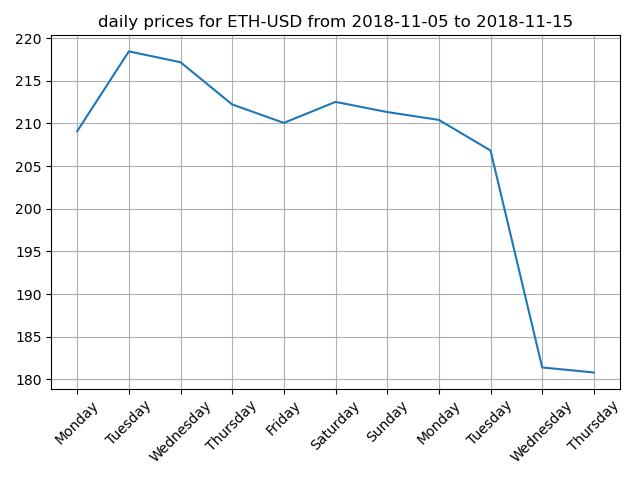 daily prices for ETH-USD from 2018-11-05 to 2018-11-15
220
215
210
205
200
195
190
185
180
Monday
Tuesday
Wednesday
Thursday
Friday
Saturday
Sunday
Monday
Tuesday
Wednesday
Thursday